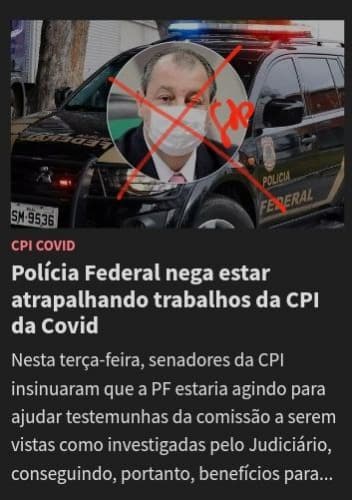 POLÍCIA
FEDERAL
SM-9536
CPI COVID
Polícia Federal nega estar
atrapalhando trabalhos da CPI
da Covid
Nesta terça-feira, senadores da CPI
insinuaram que a PF estaria agindo para
ajudar testemunhas da comissão a serem
vistas como investigadas pelo Judiciário,
conseguindo, portanto, benefícios para...